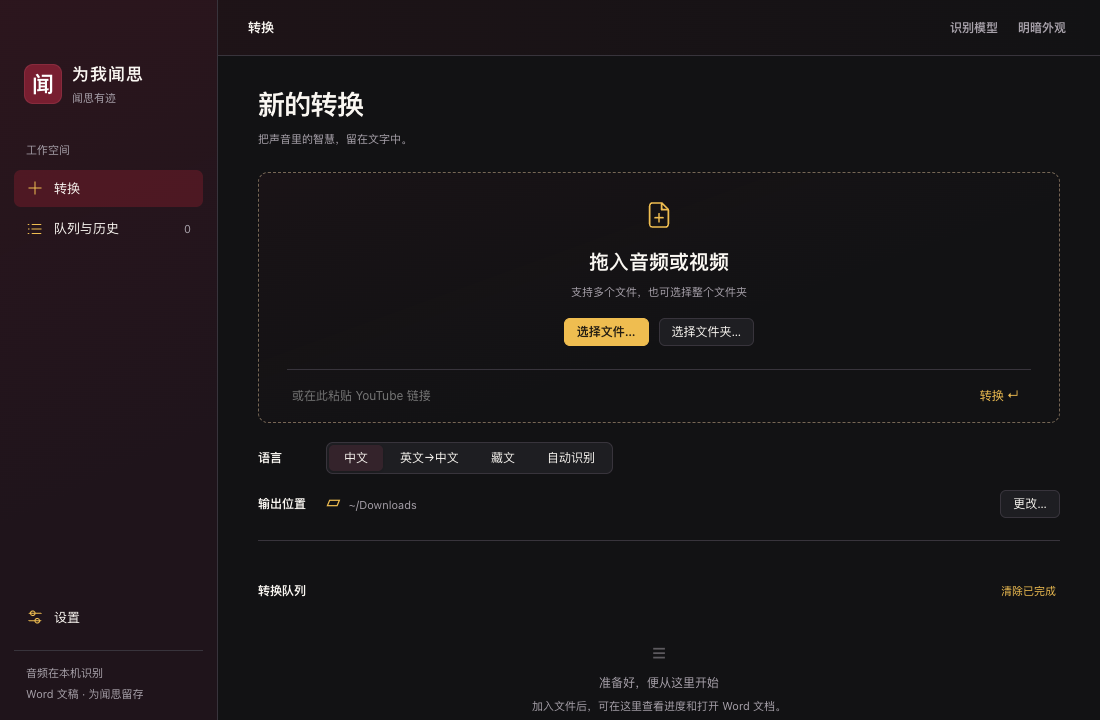 转换
识别模型 明暗外观
闻
为我闻思
闻思有迹
工作空间
转换
队列与历史 0
设置
音频在本机识别
Word 文稿 · 为闻思留存
新的转换
把声音里的智慧，留在文字中。
拖入音频或视频
支持多个文件，也可选择整个文件夹
选择文件... 选择文件夹...
或在此粘贴 YouTube 链接 转换 ↵
语言 中文 英文→中文 藏文 自动识别
输出位置 ~/Downloads 更改...
转换队列 清除已完成
准备好，便从这里开始
加入文件后，可在这里查看进度和打开 Word 文档。